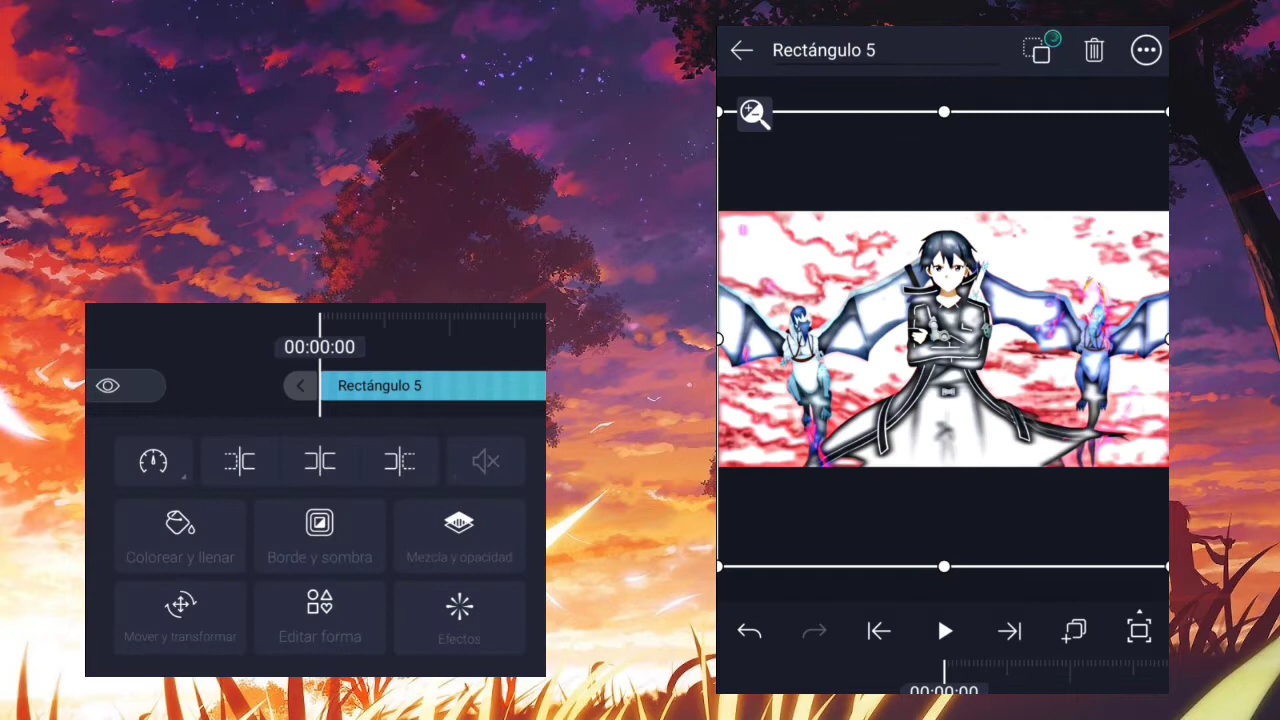 00:00:00
Rectángulo 5
Colorear y llenar
Borde y sombra
Mezcla y opacidad
Mover y transformar
Editar forma
Efectos
Rectángulo 5
00:00:00